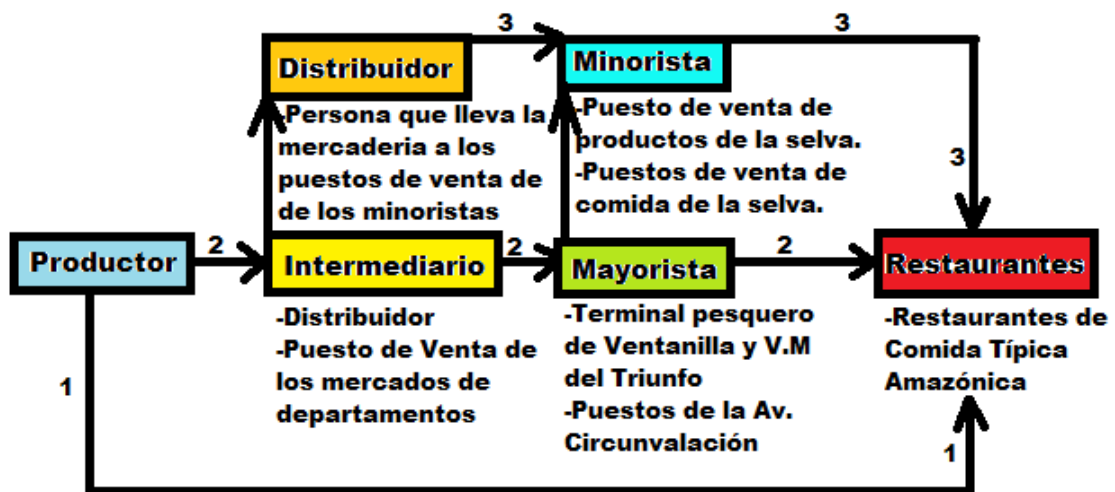 3
3
Distribuidor
Minorista
-Persona que lleva la
mercaderia a los
puestos de venta de
de los minoristas
-Puesto de venta de
productos de la selva.
-Puestos de venta de
comida de la selva.
3
Productor
2
Intermediario
2
Mayorista
2
Restaurantes
-Distribuidor
-Puesto de Venta de
los mercados de
departamentos
-Terminal pesquero
de Ventanilla y V.M
del Triunfo
-Puestos de la Av.
Circunvalación
-Restaurantes de
Comida Típica
Amazónica
1
1